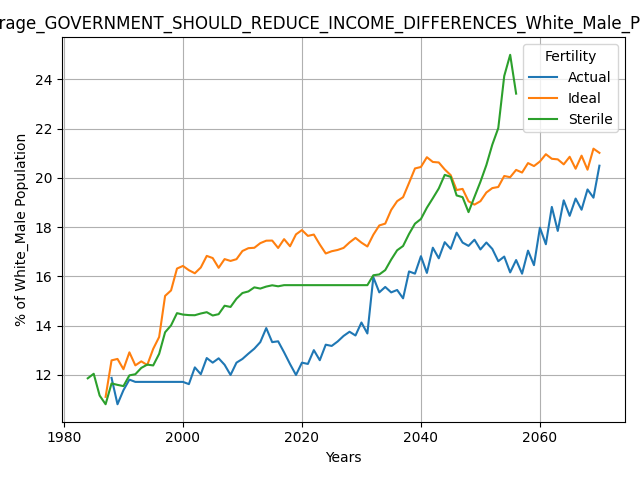 rage_GOVERNMENT_SHOULD_REDUCE_INCOME_DIFFERENCES_White_Male_P
Fertility
Actual
Ideal
Sterile
% of White_Male Population
24
22
20
18
16
14
12
1980
2000
2020
2040
2060
Years